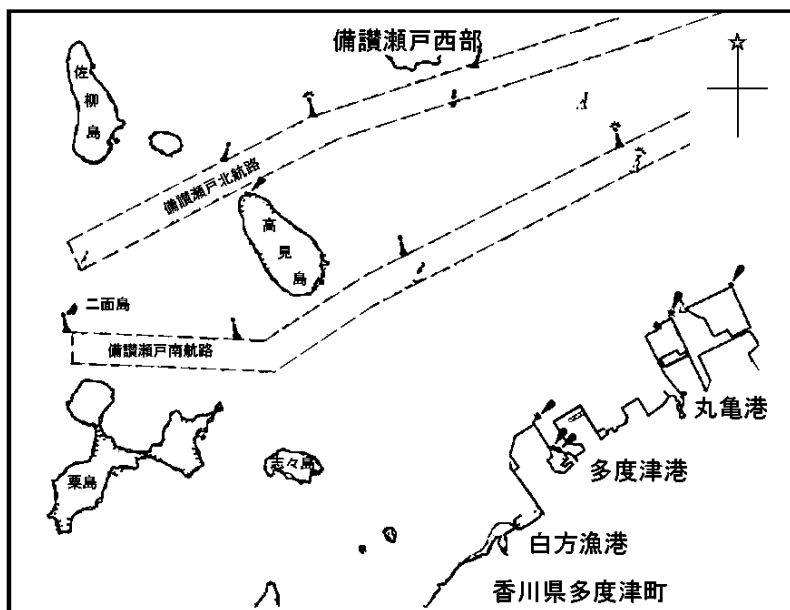 備讃瀬戸西部
佐柳島
備讃瀬戸北航路
高見島
二面島
備讃瀬戸南航路
丸亀港
粟島
志々島
多度津港
白方漁港
香川県多度津町